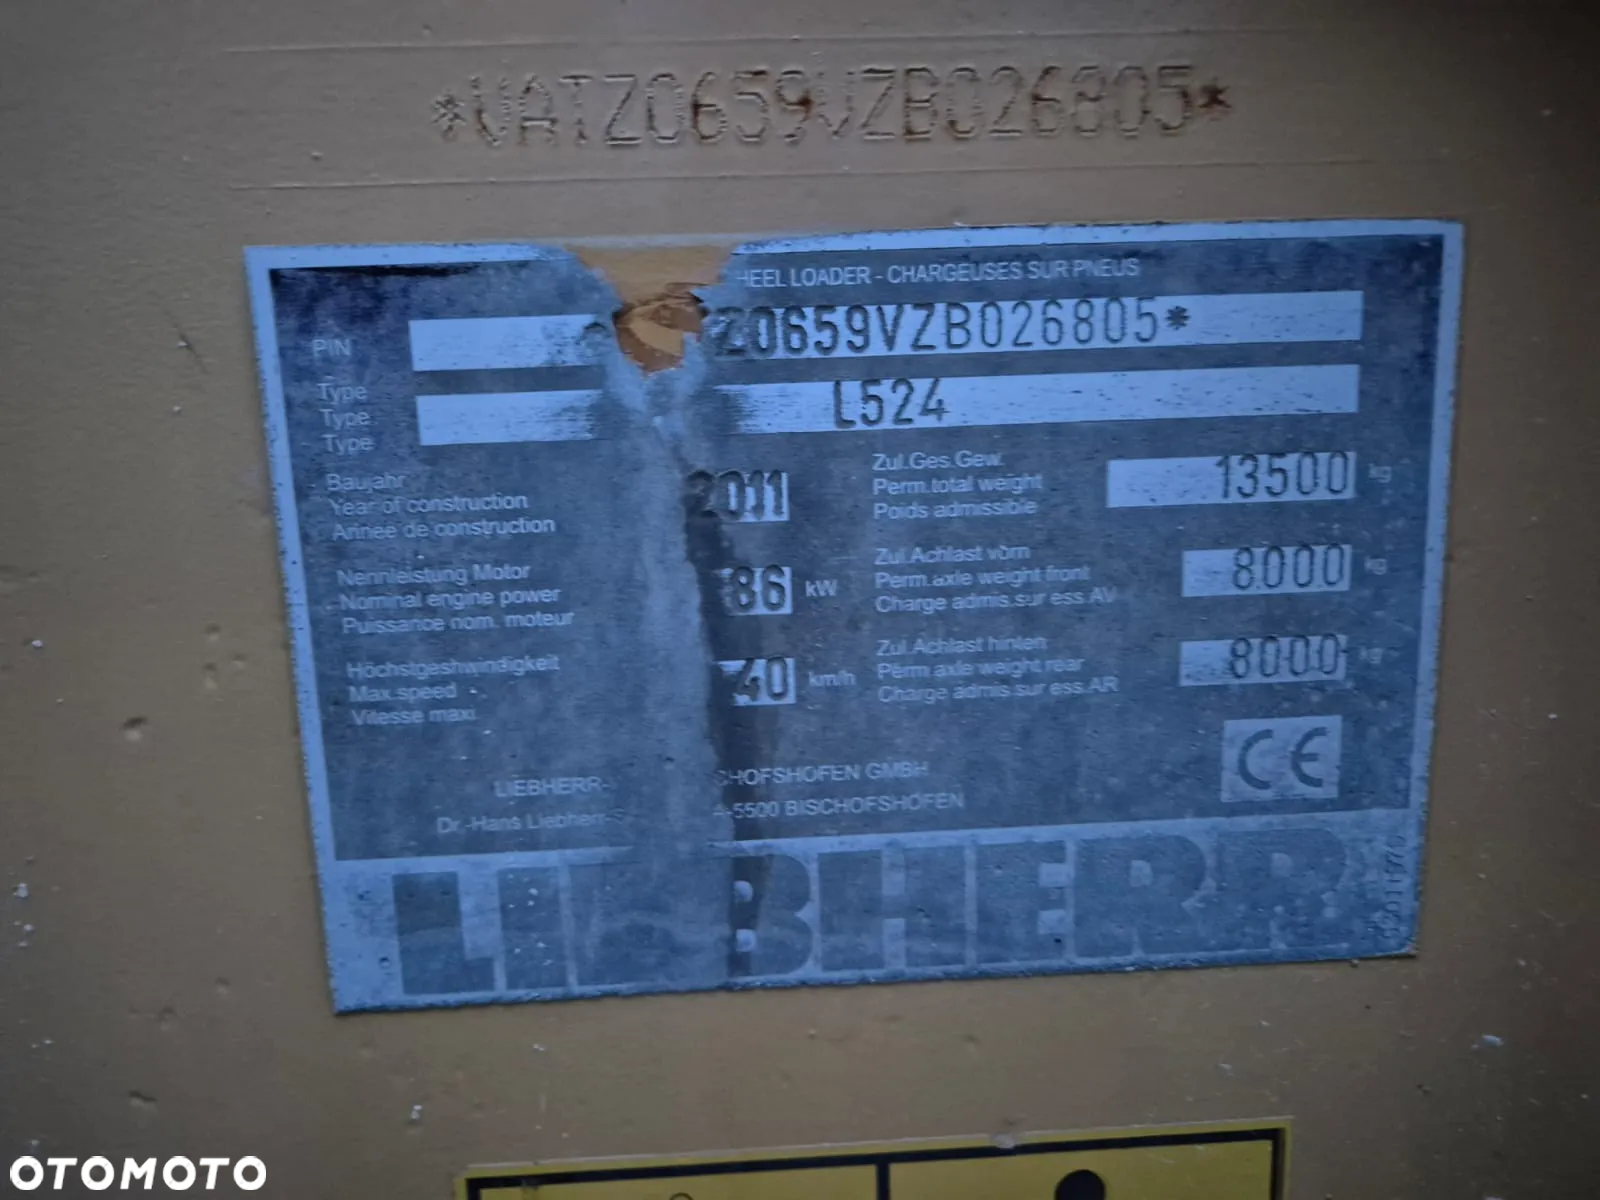 *VATZ0659VZB026805*
HEEL LOADER - CHARGEUSES SUR PNEUS
PIN Z0659VZB026805*
Type
Type L524
Type
Baujahr
Year of construction 2011
Année de construction
Zul.Ges.Gew.
Perm.total weight 13500 kg
Poids admissible
Nennleistung Motor
Nominal engine power 86 kW
Puissance nom. moteur
Zul.Achlast vorn
Perm.axle weight front 8000 kg
Charge admis.sur ess.AV
Höchstgeshwindigkeit
Max.speed 40 km/h
Vitesse maxi
Zul.Achlast hinten
Perm axle weight rear 8000 kg
Charge admis.sur ess.AR
CE
LIEBHERR- CHOFSHOFEN GMBH
Dr.-Hans Liebherr-S A-5500 BISCHOFSHOFEN
LIEBHERR
OTOMOTO